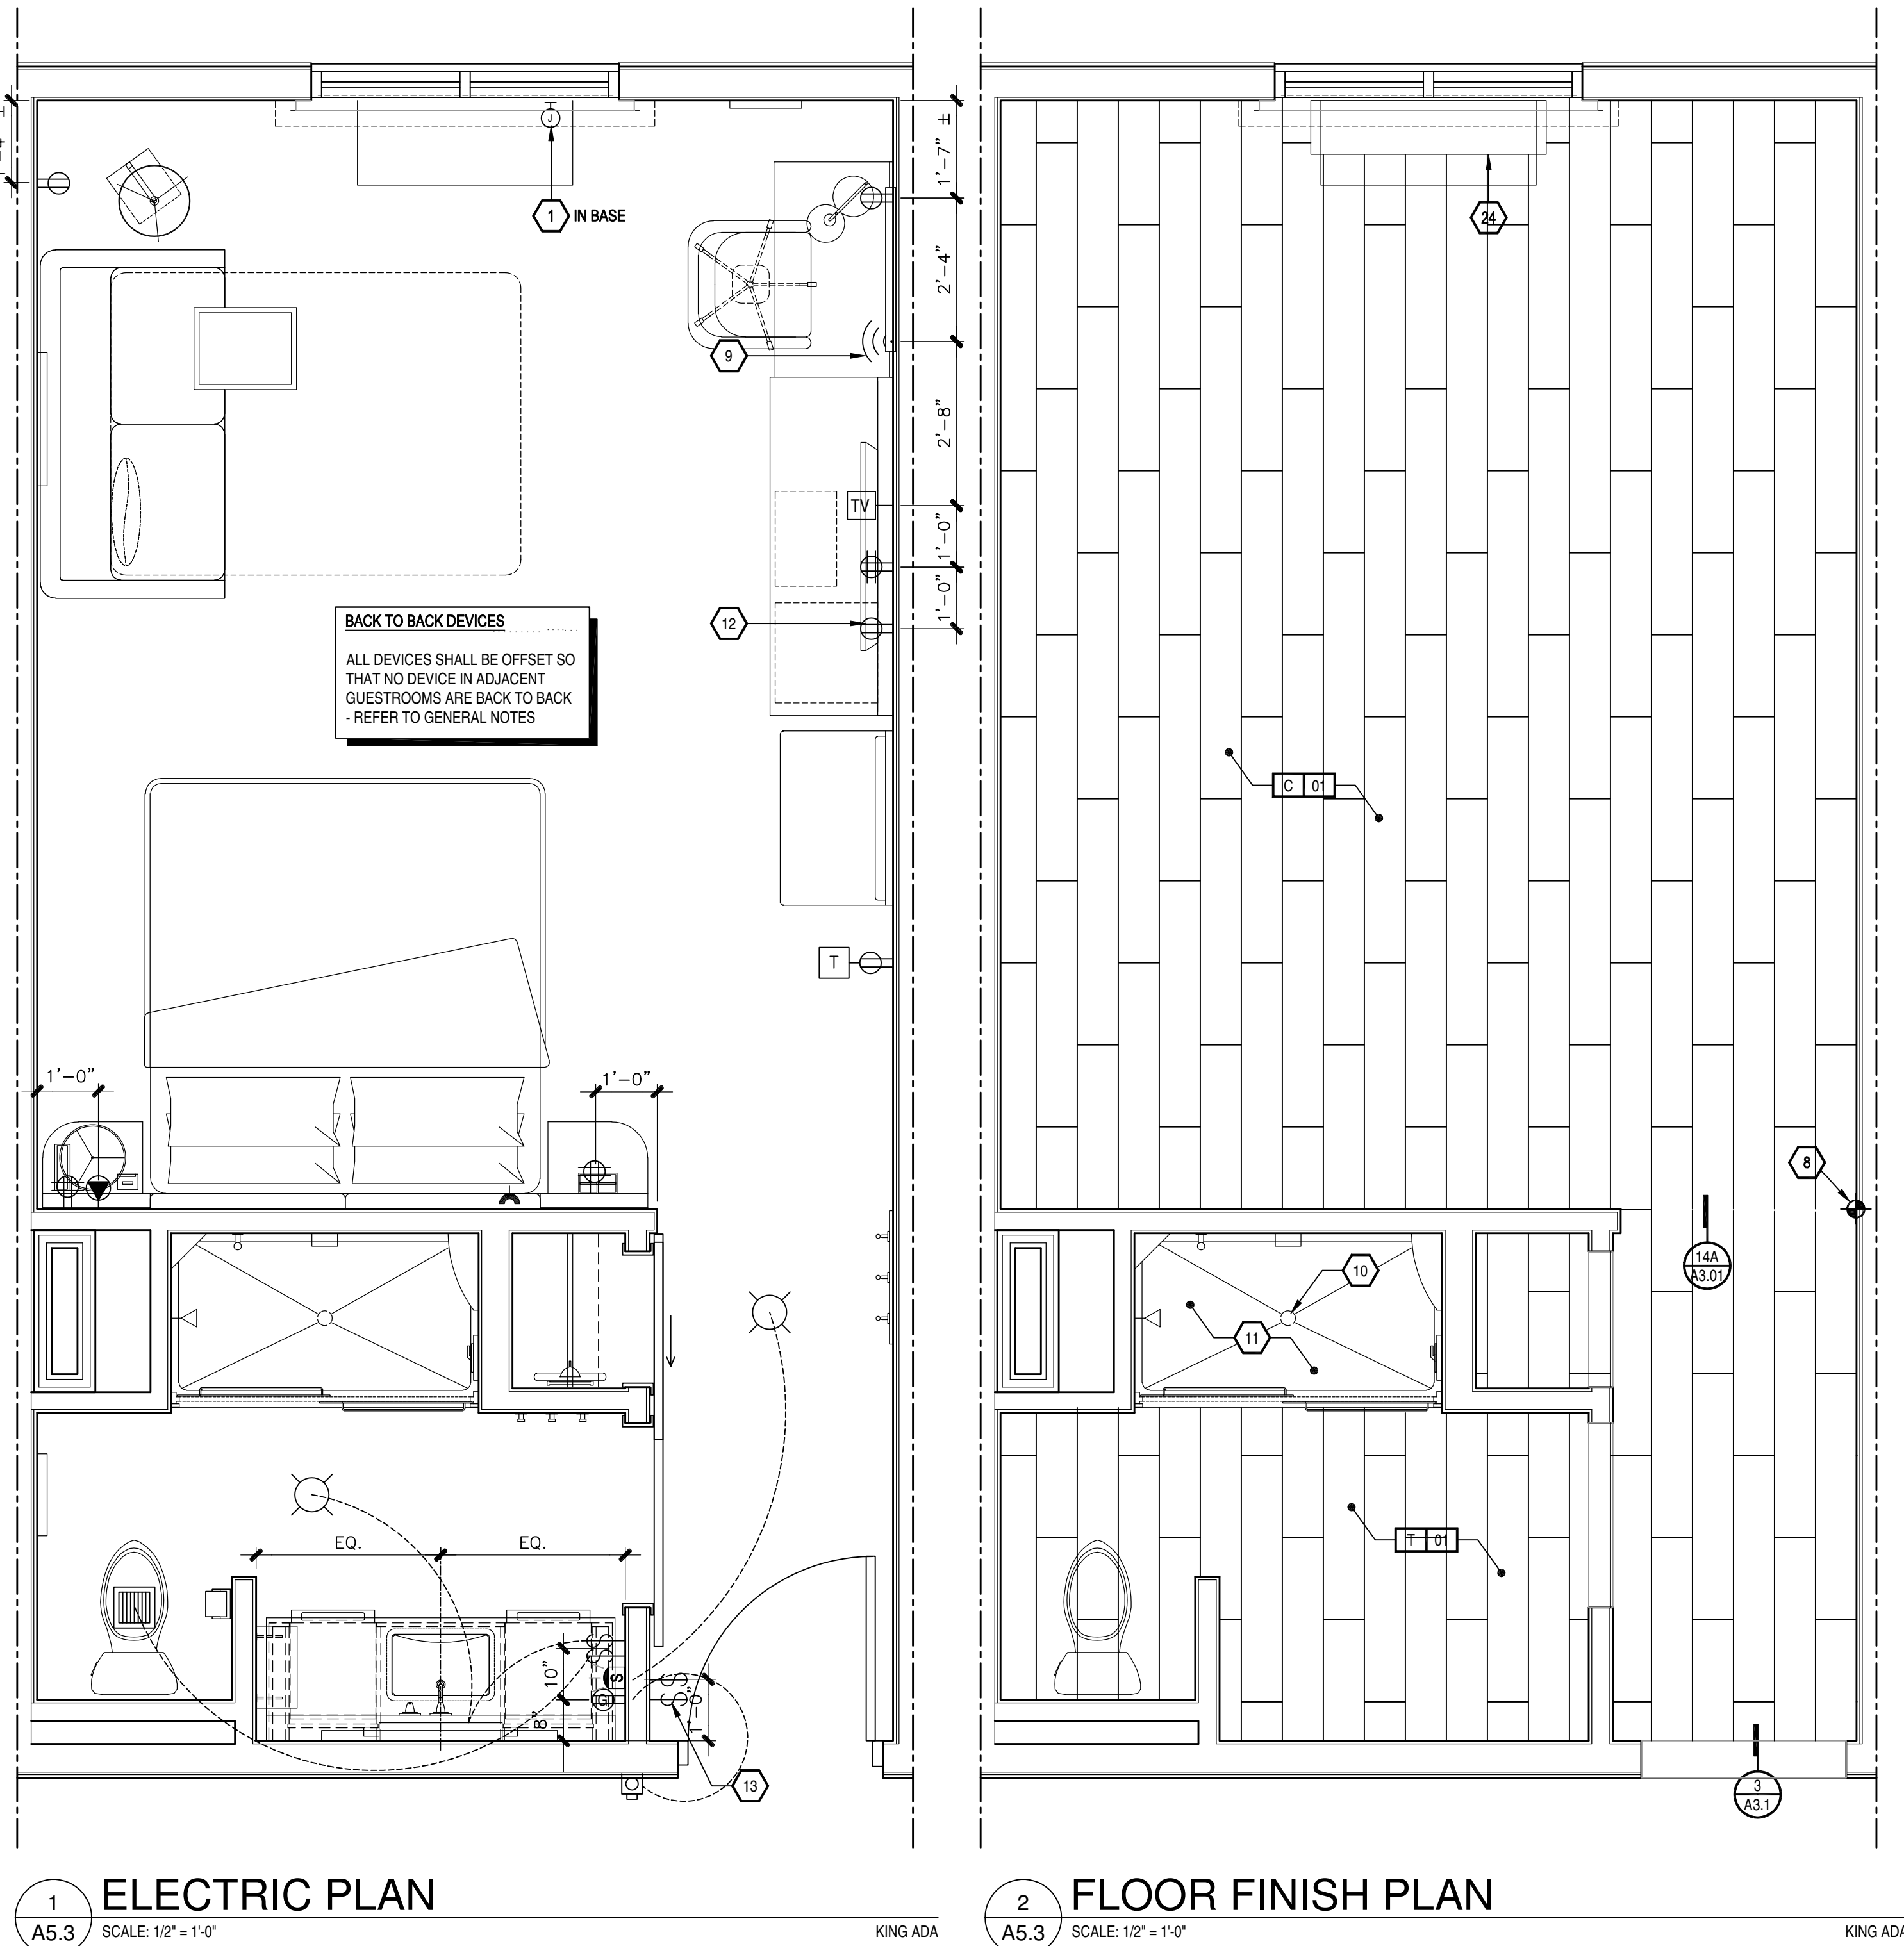 J
1 IN BASE
1'-7" ±
2'-4"
9
2'-8"
TV
1'-0"
12
1'-0"
BACK TO BACK DEVICES
ALL DEVICES SHALL BE OFFSET SO
THAT NO DEVICE IN ADJACENT
GUESTROOMS ARE BACK TO BACK
- REFER TO GENERAL NOTES
T
1'-0"
1'-0"
EQ.
EQ.
10"
S
S
S
G
8"
S S
1'-0"
13
1
A5.3
ELECTRIC PLAN
SCALE: 1/2" = 1'-0"
KING ADA
24
C 01
8
14A
A3.01
10
11
T 01
3
A3.1
2
A5.3
FLOOR FINISH PLAN
SCALE: 1/2" = 1'-0"
KING ADA